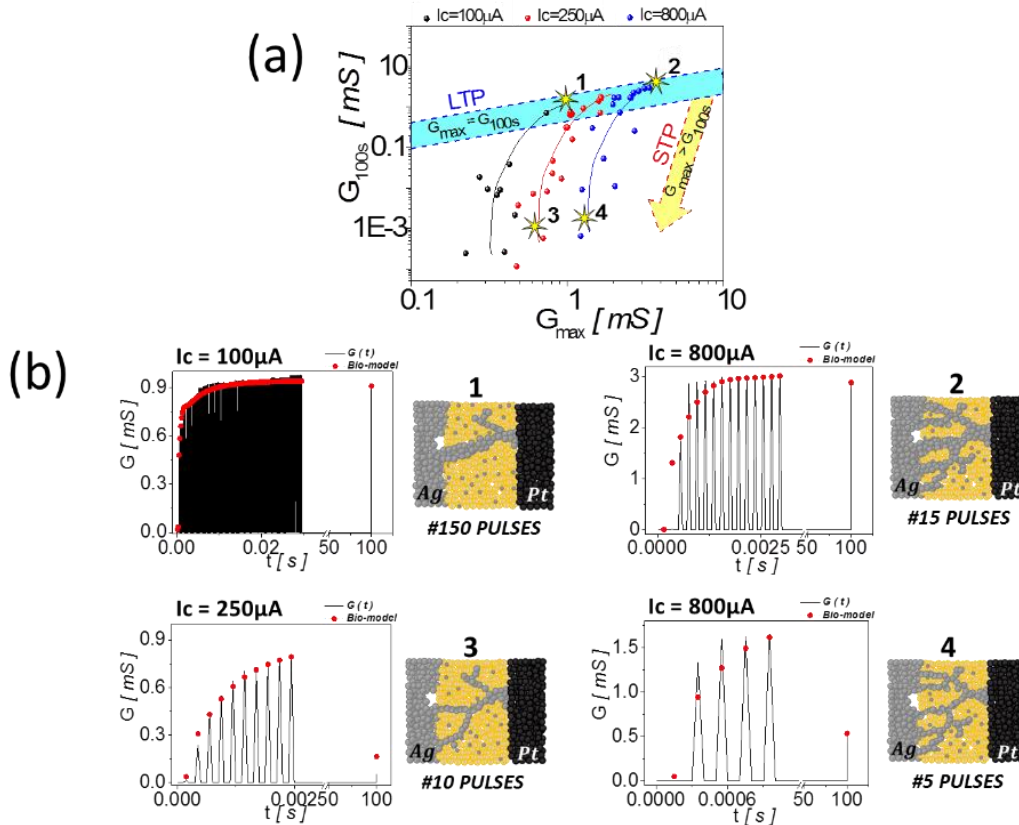 (a)
Ic=100µA Ic=250µA Ic=800µA
G100s [ mS]
10
0.1
1E-3
LTP
Gmax = G100s
STP
Gmax > G100s
1
2
3
4
0.1
1
10
Gmax [ mS]
(b)
Ic = 100µA
G ( t )
Bio-model
G [ mS]
0.9
0.6
0.3
0.0
0.00
0.02
50
100
t [ s ]
1
Ag
Pt
#150 PULSES
Ic = 800µA
G ( t )
Bio-model
G [ mS]
3
2
1
0
0.0000
0.0025
50
100
t [ s ]
2
Ag
Pt
#15 PULSES
Ic = 250µA
G ( t )
Bio-model
G [ mS]
0.9
0.6
0.3
0.0
0.000
0.0025
50
100
t [ s ]
3
Ag
Pt
#10 PULSES
Ic = 800µA
G ( t )
Bio-model
G [ mS]
1.5
1.0
0.5
0.0
0.0000
0.0006
50
100
t [ s ]
4
Ag
Pt
#5 PULSES